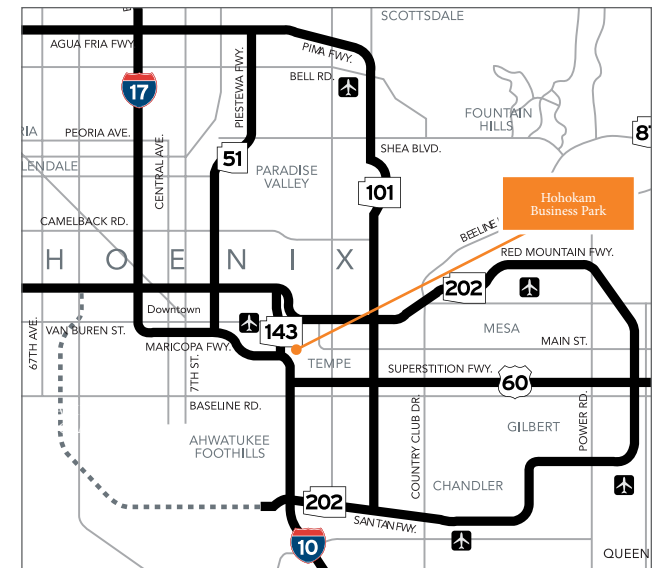 SCOTTSDALE
AGUA FRIA FWY.
PIMA FWY.
BELL RD.
17
PIESTEWA FWY.
FOUNTAIN
HILLS
PEORIA AVE.
CENTRAL AVE.
51
SHEA BLVD.
PARADISE
VALLEY
101
Hohokam
Business Park
CAMELBACK RD.
RED MOUNTAIN FWY.
HOENIX
202
Downtown
67TH AVE.
VAN BUREN ST.
143
MESA
MARICOPA FWY.
MAIN ST.
7TH ST.
TEMPE
SUPERSTITION FWY.
60
BASELINE RD.
COUNTRY CLUB DR.
POWER RD.
GILBERT
AHWATUKEE
FOOTHILLS
CHANDLER
202
SANTAN FWY.
10
QUEEN